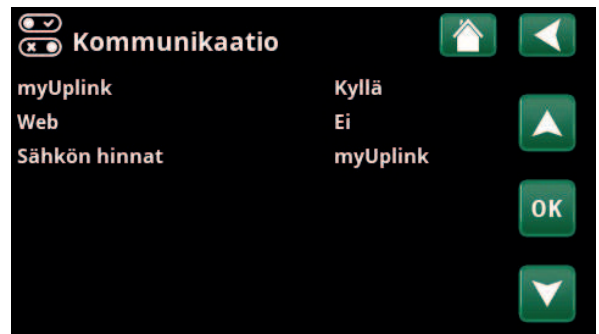 Kommunikaatio
myUplink Kyllä
Web Ei
Sähkön hinnat myUplink
OK